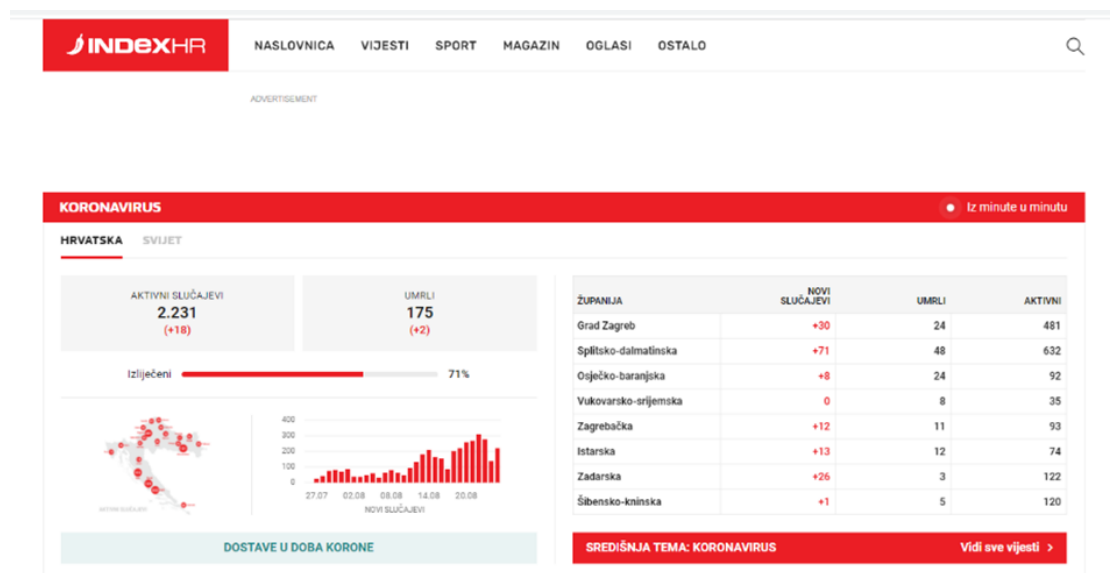 INDEXHR NASLOVNICA VIJESTI SPORT MAGAZIN OGLASI OSTALO
ADVERTISEMENT
KORONAVIRUS Iz minute u minutu
HRVATSKA SVIJET
AKTIVNI SLUČAJEVI
2.231
(+18)
UMRLI
175
(+2)
Izliječeni 71%
400
300
200
100
0
27.07 02.08 08.08 14.08 20.08
NOVI SLUČAJEVI
AKTIVNI SLUČAJEVI
DOSTAVE U DOBA KORONE
ŽUPANIJA NOVI SLUČAJEVI UMRLI AKTIVNI
Grad Zagreb +30 24 481
Splitsko-dalmatinska +71 48 632
Osječko-baranjska +8 24 92
Vukovarsko-srijemska 0 8 35
Zagrebačka +12 11 93
Istarska +13 12 74
Zadarska +26 3 122
Šibensko-kninska +1 5 120
SREDIŠNJA TEMA: KORONAVIRUS Vidi sve vijesti >